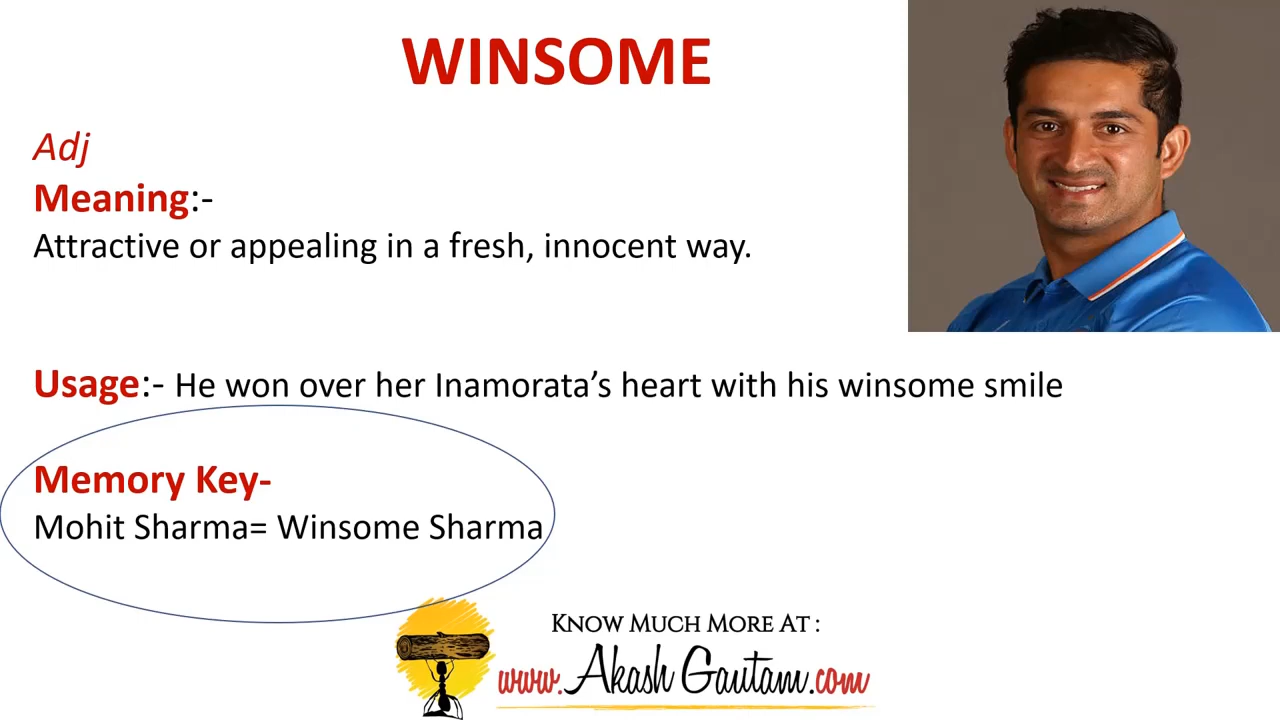 WINSOME
Adj
Meaning:-
Attractive or appealing in a fresh, innocent way.
Usage:- He won over her Inamorata’s heart with his winsome smile
Memory Key-
Mohit Sharma= Winsome Sharma
Know Much More At :
www.AkashGautam.com